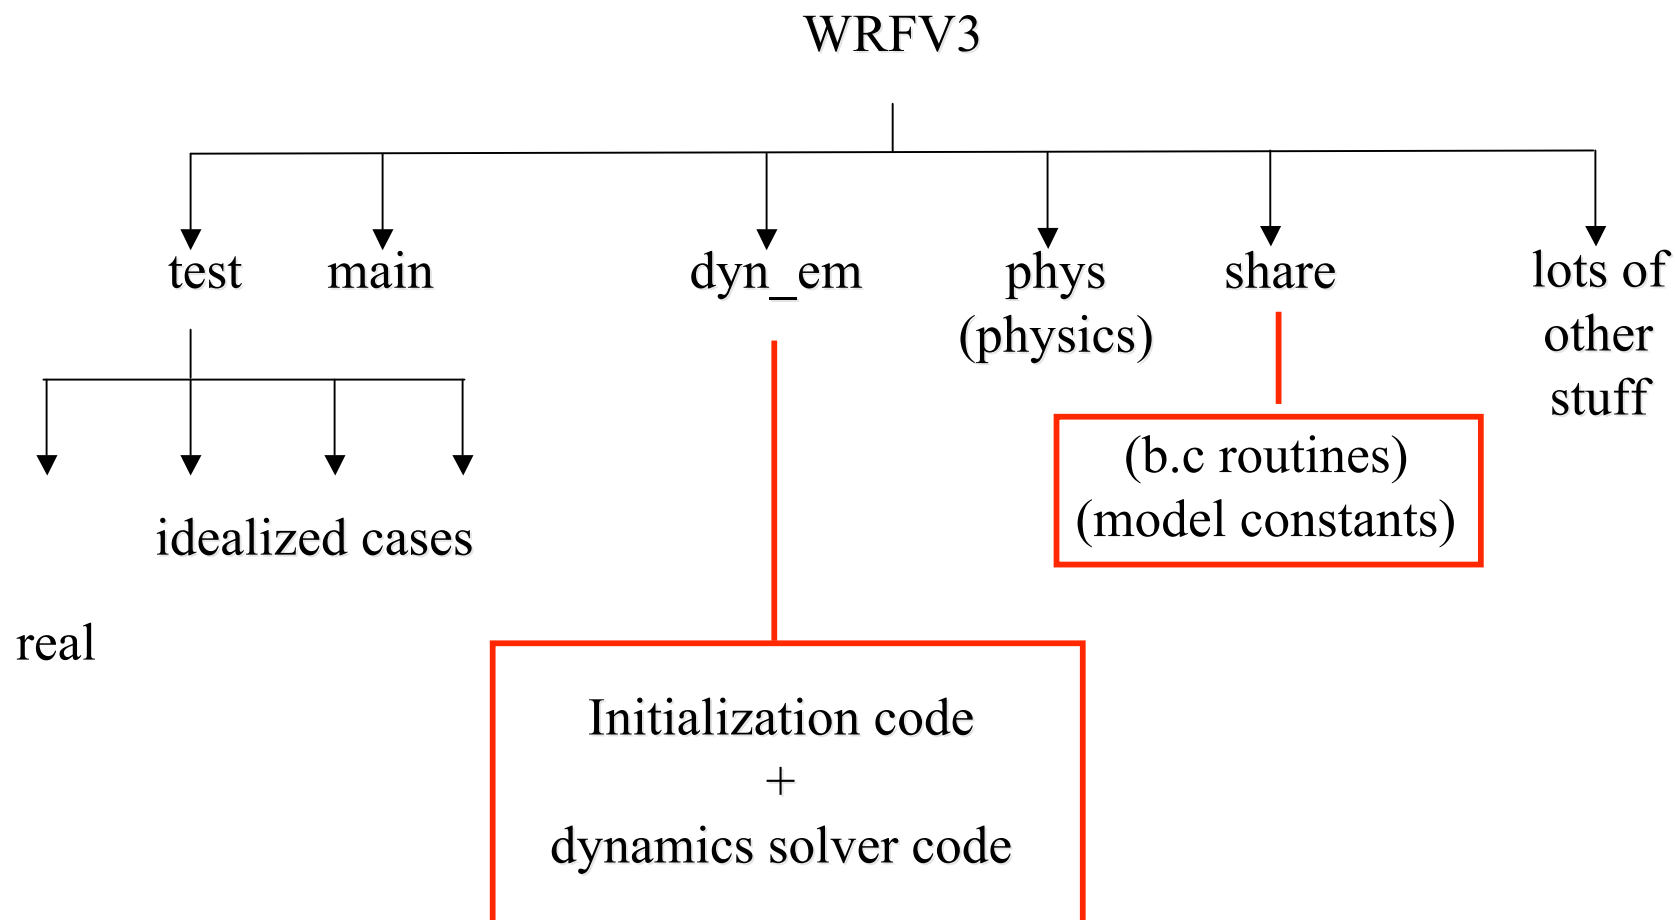 WRFV3
test
main
dyn_em
phys
(physics)
share
lots of
other
stuff
(b.c routines)
(model constants)
idealized cases
real
Initialization code
+
dynamics solver code